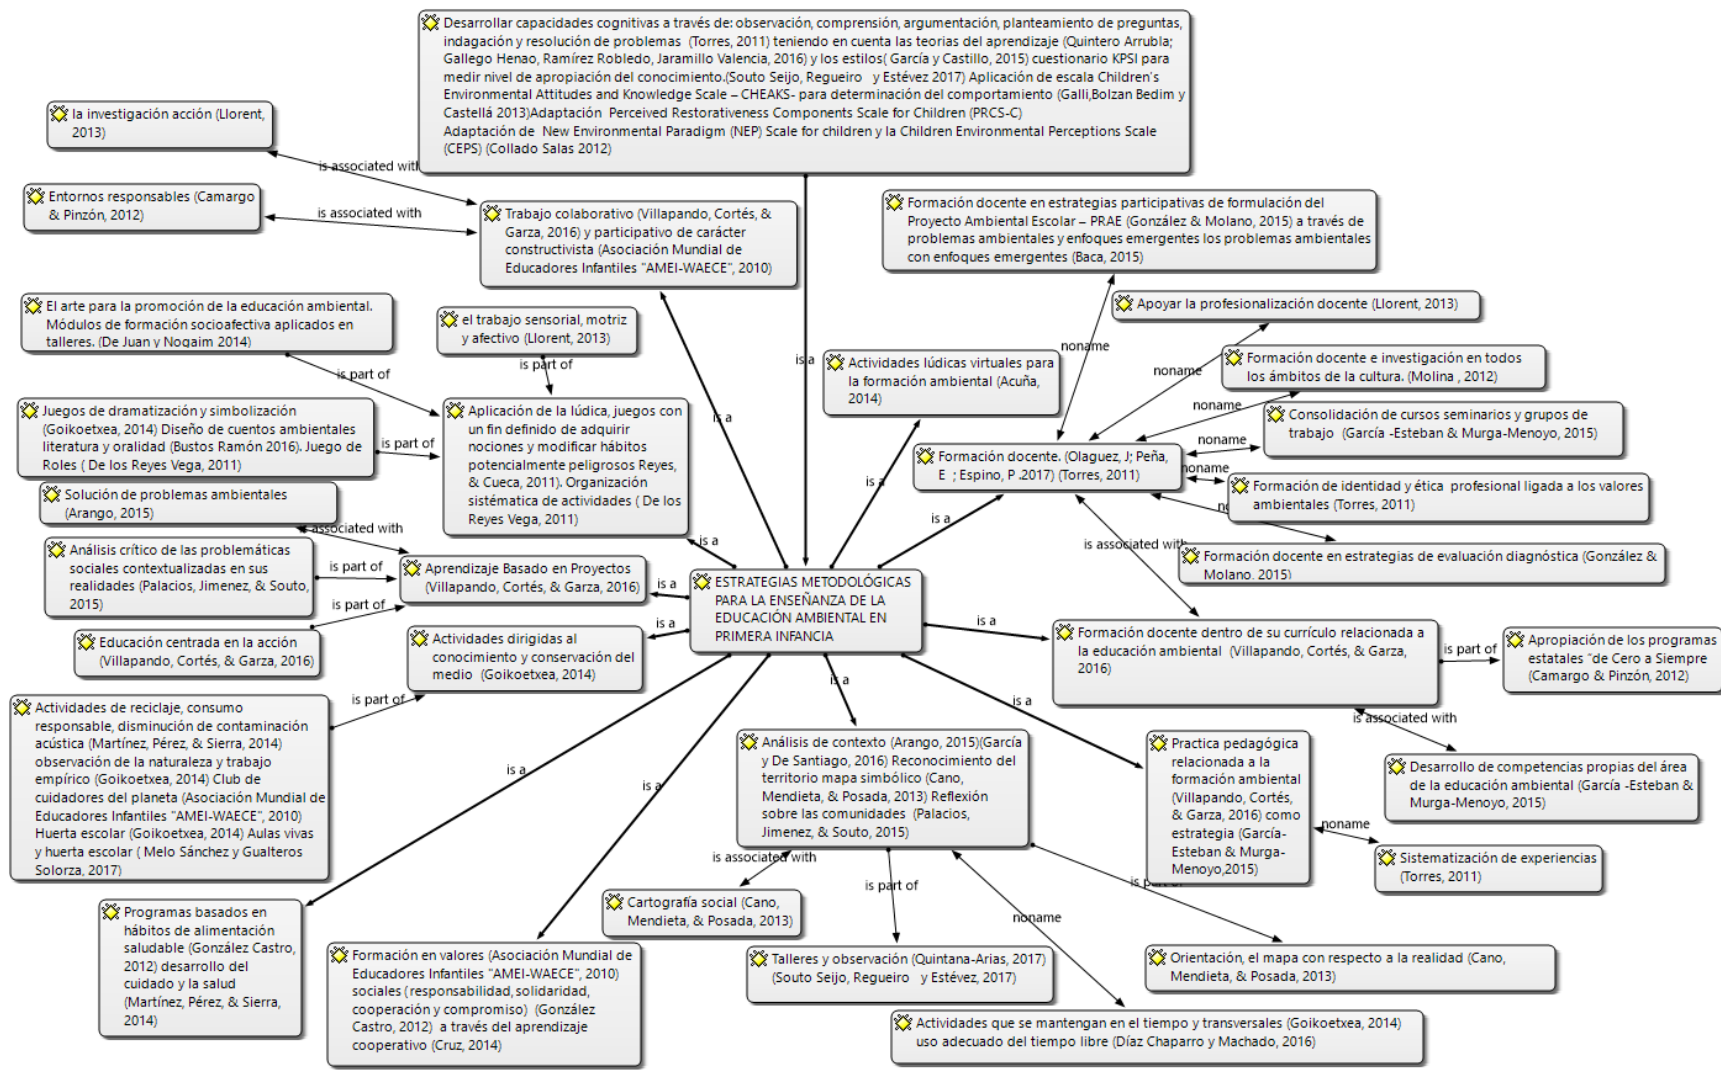 Desarrollar capacidades cognitivas a través de: observación, comprensión, argumentación, planteamiento de preguntas,
indagación y resolución de problemas (Torres, 2011) teniendo en cuenta las teorias del aprendizaje (Quintero Arrubla;
Gallego Henao, Ramírez Robledo, Jaramillo Valencia, 2016) y los estilos( García y Castillo, 2015) cuestionario KPSI para
medir nivel de apropiación del conocimiento.(Souto Seijo, Regueiro y Estévez 2017) Aplicación de escala Children's
Environmental Attitudes and Knowledge Scale – CHEAKS- para determinación del comportamiento (Galli,Bolzan Bedim y
Castellá 2013)Adaptación Perceived Restorativeness Components Scale for Children (PRCS-C)
Adaptación de New Environmental Paradigm (NEP) Scale for children y la Children Environmental Perceptions Scale
(CEPS) (Collado Salas 2012)
la investigación acción (Llorent,
2013)
is associated with
Entornos responsables (Camargo
& Pinzón, 2012)
is associated with
Trabajo colaborativo (Villapando, Cortés, &
Garza, 2016) y participativo de carácter
constructivista (Asociación Mundial de
Educadores Infantiles "AMEI-WAECE", 2010)
Formación docente en estrategias participativas de formulación del
Proyecto Ambiental Escolar – PRAE (González & Molano, 2015) a través de
problemas ambientales y enfoques emergentes los problemas ambientales
con enfoques emergentes (Baca, 2015)
El arte para la promoción de la educación ambiental.
Módulos de formación socioafectiva aplicados en
talleres. (De Juan y Nogaim 2014)
is part of
el trabajo sensorial, motriz
y afectivo (Llorent, 2013)
is part of
is a
is a
Actividades lúdicas virtuales para
la formación ambiental (Acuña,
2014)
is a
noname
Apoyar la profesionalización docente (Llorent, 2013)
noname
Formación docente e investigación en todos
los ámbitos de la cultura. (Molina , 2012)
noname
Consolidación de cursos seminarios y grupos de
trabajo (García -Esteban & Murga-Menoyo, 2015)
noname
Juegos de dramatización y simbolización
(Goikoetxea, 2014) Diseño de cuentos ambientales
literatura y oralidad (Bustos Ramón 2016). Juego de
Roles ( De los Reyes Vega, 2011)
is part of
Aplicación de la lúdica, juegos con
un fin definido de adquirir
nociones y modificar hábitos
potencialmente peligrosos Reyes,
& Cueca, 2011). Organización
sistématica de actividades ( De los
Reyes Vega, 2011)
is a
Formación docente. (Olaguez, J; Peña,
E ; Espino, P .2017) (Torres, 2011)
is a
noname
Formación de identidad y ética profesional ligada a los valores
ambientales (Torres, 2011)
Formación docente en estrategias de evaluación diagnóstica (González &
Molano, 2015)
is associated with
Solución de problemas ambientales
(Arango, 2015)
associated with
Análisis crítico de las problemáticas
sociales contextualizadas en sus
realidades (Palacios, Jimenez, & Souto,
2015)
is part of
Aprendizaje Basado en Proyectos
(Villapando, Cortés, & Garza, 2016)
is a
is part of
Educación centrada en la acción
(Villapando, Cortés, & Garza, 2016)
ESTRATEGIAS METODOLÓGICAS
PARA LA ENSEÑANZA DE LA
EDUCACIÓN AMBIENTAL EN
PRIMERA INFANCIA
is a
Actividades dirigidas al
conocimiento y conservación del
medio (Goikoetxea, 2014)
is part of
is a
Formación docente dentro de su currículo relacionada a
la educación ambiental (Villapando, Cortés, & Garza,
2016)
is part of
Apropiación de los programas
estatales "de Cero a Siempre
(Camargo & Pinzón, 2012)
is associated with
Desarrollo de competencias propias del área
de la educación ambiental (García -Esteban &
Murga-Menoyo, 2015)
Actividades de reciclaje, consumo
responsable, disminución de contaminación
acústica (Martínez, Pérez, & Sierra, 2014)
observación de la naturaleza y trabajo
empírico (Goikoetxea, 2014) Club de
cuidadores del planeta (Asociación Mundial de
Educadores Infantiles "AMEI-WAECE", 2010)
Huerta escolar (Goikoetxea, 2014) Aulas vivas
y huerta escolar ( Melo Sánchez y Gualteros
Solorza, 2017)
is a
is a
is a
is a
Análisis de contexto (Arango, 2015)(García
y De Santiago, 2016) Reconocimiento del
territorio mapa simbólico (Cano,
Mendieta, & Posada, 2013) Reflexión
sobre las comunidades (Palacios,
Jimenez, & Souto, 2015)
Practica pedagógica
relacionada a la
formación ambiental
(Villapando, Cortés,
& Garza, 2016) como
estrategia (García-
Esteban & Murga-
Menoyo,2015)
noname
Sistematización de experiencias
(Torres, 2011)
is associated with
is part of
noname
is part of
Cartografía social (Cano,
Mendieta, & Posada, 2013)
Programas basados en
hábitos de alimentación
saludable (González Castro,
2012) desarrollo del
cuidado y la salud
(Martínez, Pérez, & Sierra,
2014)
Formación en valores (Asociación Mundial de
Educadores Infantiles "AMEI-WAECE", 2010)
sociales ( responsabilidad, solidaridad,
cooperación y compromiso) (González
Castro, 2012) a través del aprendizaje
cooperativo (Cruz, 2014)
Talleres y observación (Quintana-Arias, 2017)
(Souto Seijo, Regueiro y Estévez, 2017)
Orientación, el mapa con respecto a la realidad (Cano,
Mendieta, & Posada, 2013)
Actividades que se mantengan en el tiempo y transversales (Goikoetxea, 2014)
uso adecuado del tiempo libre (Díaz Chaparro y Machado, 2016)